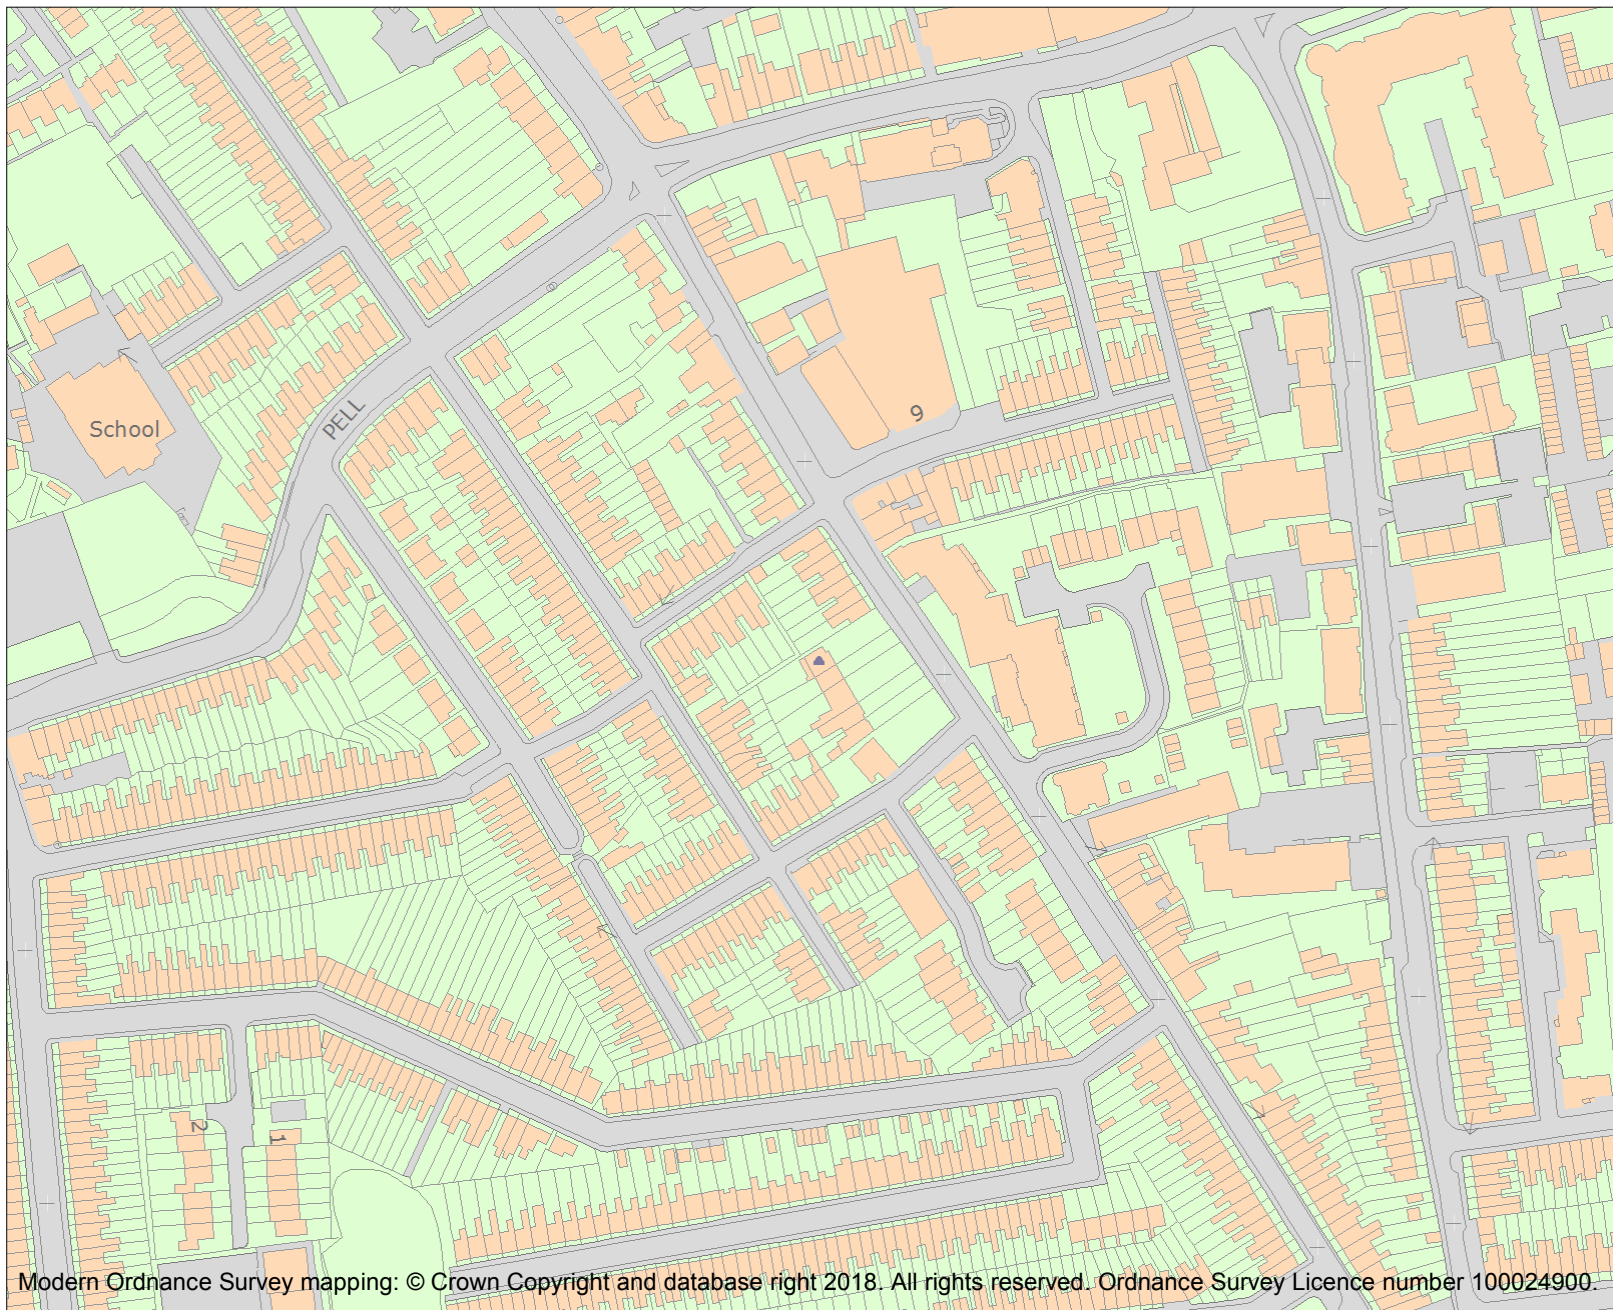 PELL
School
9
2
1
Modern Ordnance Survey mapping: © Crown Copyright and database right 2018. All rights reserved. Ordnance Survey Licence number 100024900.